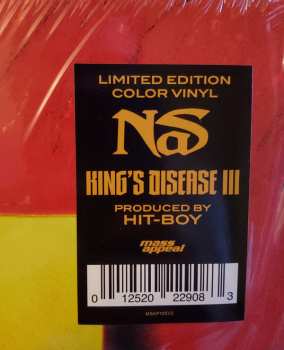 LIMITED EDITION
COLOR VINYL
NaS
KING'S DISEASE III
PRODUCED BY
HIT-BOY
mass
appeal
0 12520 22908 3